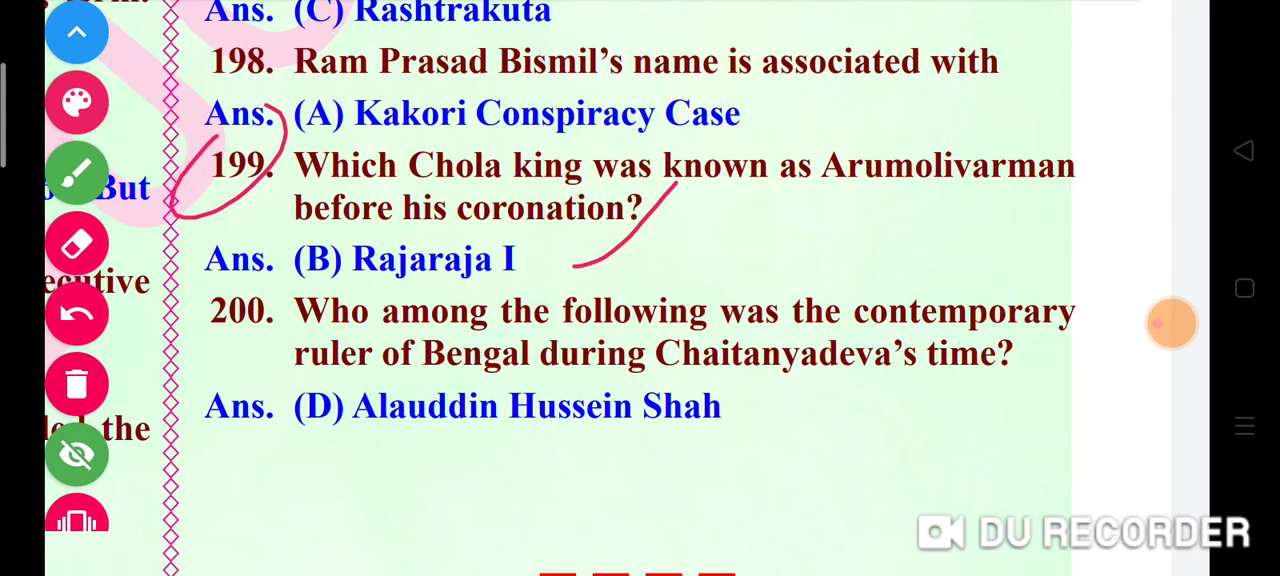 Ans. (C) Rashtrakuta
198. Ram Prasad Bismil's name is associated with
Ans. (A) Kakori Conspiracy Case
199. Which Chola king was known as Arumolivarman
before his coronation?
Ans. (B) Rajaraja I
200. Who among the following was the contemporary
ruler of Bengal during Chaitanyadeva's time?
Ans. (D) Alauddin Hussein Shah
But
the
DU RECORDER